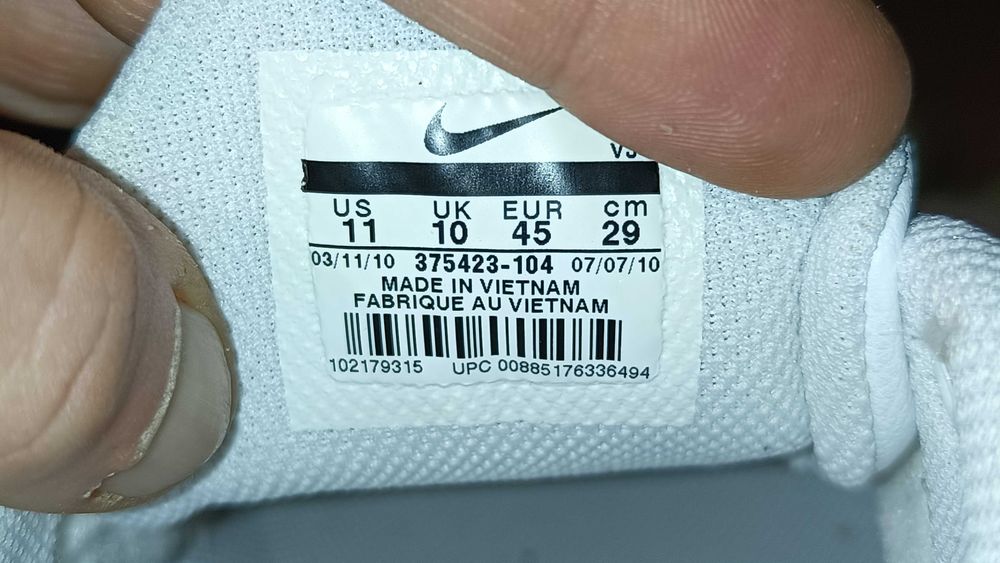 US UK EUR cm
11 10 45 29
03/11/10 375423-104 07/07/10
MADE IN VIETNAM
FABRIQUE AU VIETNAM
102179315 UPC 00885176336494